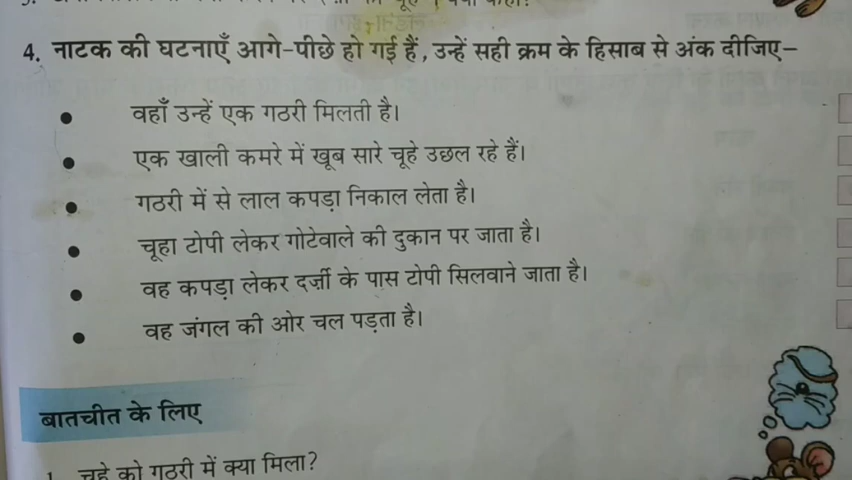 4. नाटक की घटनाएँ आगे-पीछे हो गई हैं, उन्हें सही क्रम के हिसाब से अंक दीजिए–
• वहाँ उन्हें एक गठरी मिलती है।
• एक खाली कमरे में खूब सारे चूहे उछल रहे हैं।
• गठरी में से लाल कपड़ा निकाल लेता है।
• चूहा टोपी लेकर गोटेवाले की दुकान पर जाता है।
• वह कपड़ा लेकर दर्ज़ी के पास टोपी सिलवाने जाता है।
• वह जंगल की ओर चल पड़ता है।
बातचीत के लिए
1. चूहे को गठरी में क्या मिला?